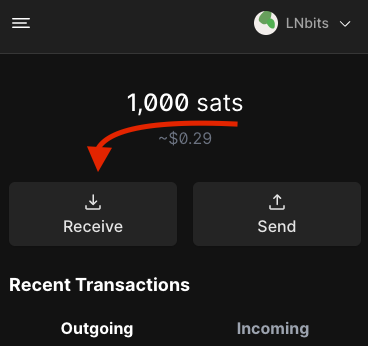 LNbits
1,000 sats
~$0.29
Receive
Send
Recent Transactions
Outgoing
Incoming